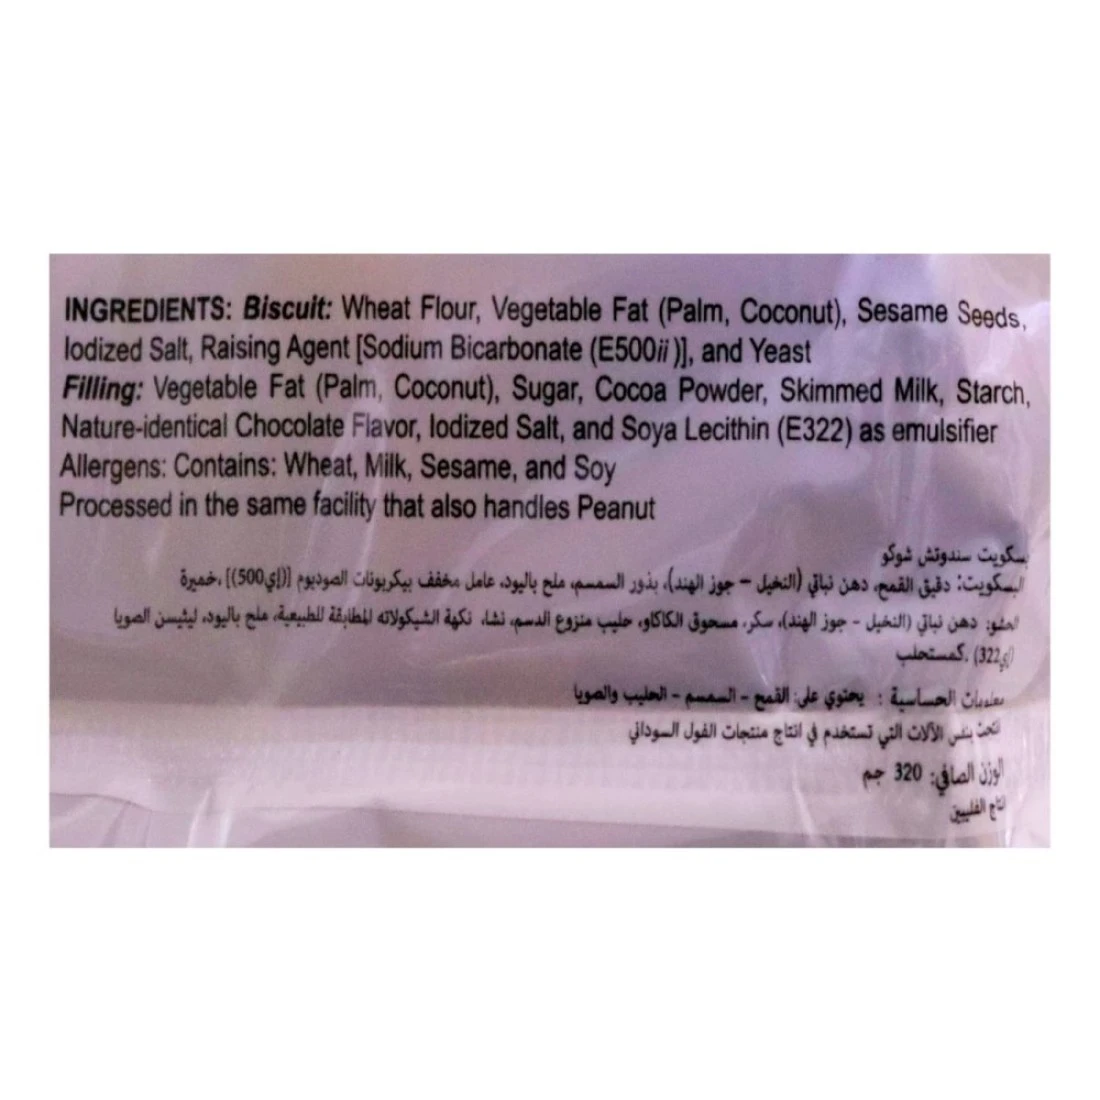 INGREDIENTS: Biscuit: Wheat Flour, Vegetable Fat (Palm, Coconut), Sesame Seeds,
Iodized Salt, Raising Agent [Sodium Bicarbonate (E500ii )], and Yeast
Filling: Vegetable Fat (Palm, Coconut), Sugar, Cocoa Powder, Skimmed Milk, Starch,
Nature-identical Chocolate Flavor, Iodized Salt, and Soya Lecithin (E322) as emulsifier
Allergens: Contains: Wheat, Milk, Sesame, and Soy
Processed in the same facility that also handles Peanut
بسكويت سندوتش شوكو
البسكويت: دقيق القمح، دهن نباتي (النخيل – جوز الهند)، بذور السمسم، ملح باليود، عامل مخفف بيكربونات الصوديوم [(إي500)]، خميرة
الحشو: دهن نباتي (النخيل - جوز الهند)، سكر، مسحوق الكاكاو، حليب منزوع الدسم، نشا، نكهة الشيكولاته المطابقة للطبيعية، ملح باليود، ليثيسن الصويا
(إي322). كمستحلب
معلومات الحساسية : يحتوي على: القمح – السمسم – الحليب والصويا
انتجت بنفس الآلات التي تستخدم في انتاج منتجات الفول السوداني
الوزن الصافي: 320 جم
انتاج الفلبين